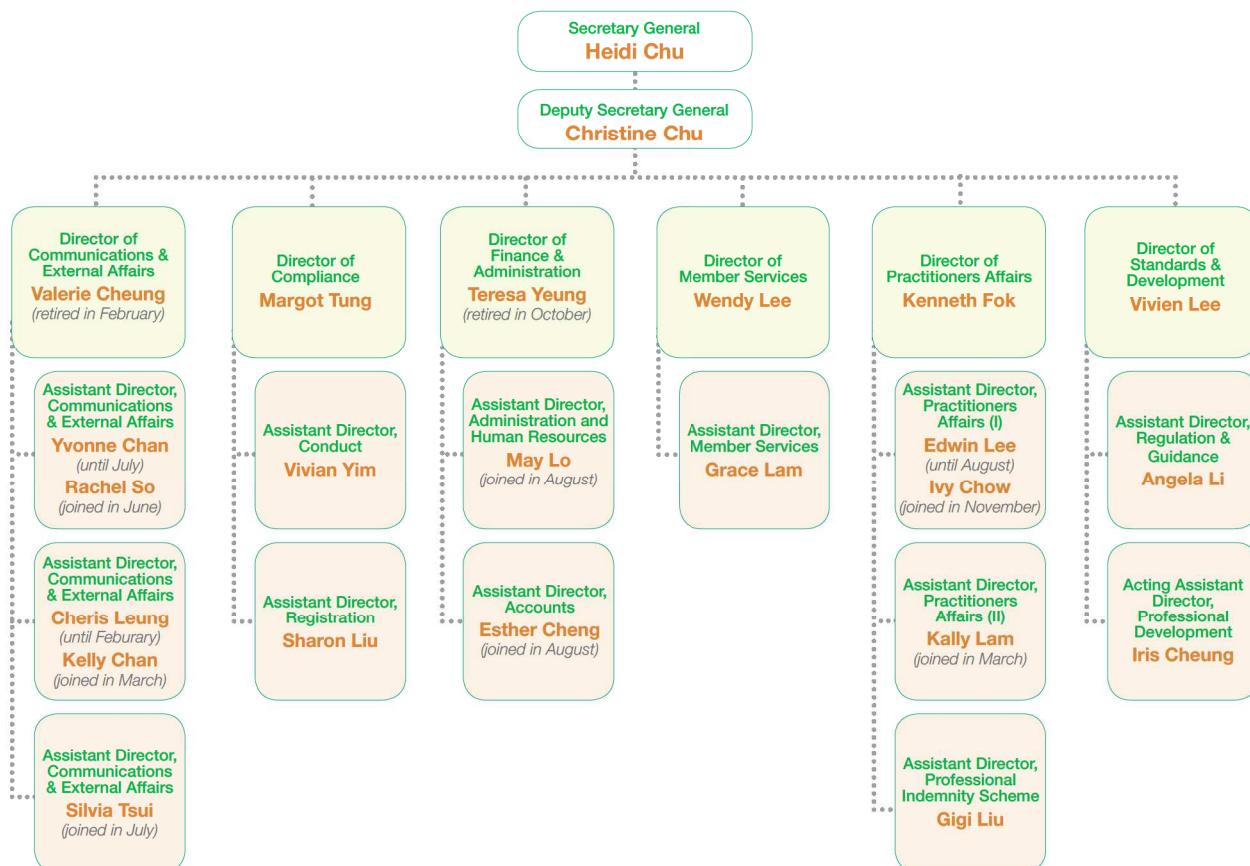 Secretary General
Heidi Chu
Deputy Secretary General
Christine Chu
Director of
Communications &
External Affairs
Valerie Cheung
(retired in February)
Assistant Director,
Communications
& External Affairs
Yvonne Chan
(until July)
Rachel So
(joined in June)
Assistant Director,
Communications
& External Affairs
Cheris Leung
(until Feburary)
Kelly Chan
(joined in March)
Assistant Director,
Communications
& External Affairs
Silvia Tsui
(joined in July)
Director of
Compliance
Margot Tung
Assistant Director,
Conduct
Vivian Yim
Assistant Director,
Registration
Sharon Liu
Director of
Finance &
Administration
Teresa Yeung
(retired in October)
Assistant Director,
Administration and
Human Resources
May Lo
(joined in August)
Assistant Director,
Accounts
Esther Cheng
(joined in August)
Director of
Member Services
Wendy Lee
Assistant Director,
Member Services
Grace Lam
Director of
Practitioners Affairs
Kenneth Fok
Assistant Director,
Practitioners
Affairs (I)
Edwin Lee
(until August)
Ivy Chow
(joined in November)
Assistant Director,
Practitioners
Affairs (II)
Kally Lam
(joined in March)
Assistant Director,
Professional
Indemnity Scheme
Gigi Liu
Director of
Standards &
Development
Vivien Lee
Assistant Director,
Regulation &
Guidance
Angela Li
Acting Assistant
Director,
Professional
Development
Iris Cheung